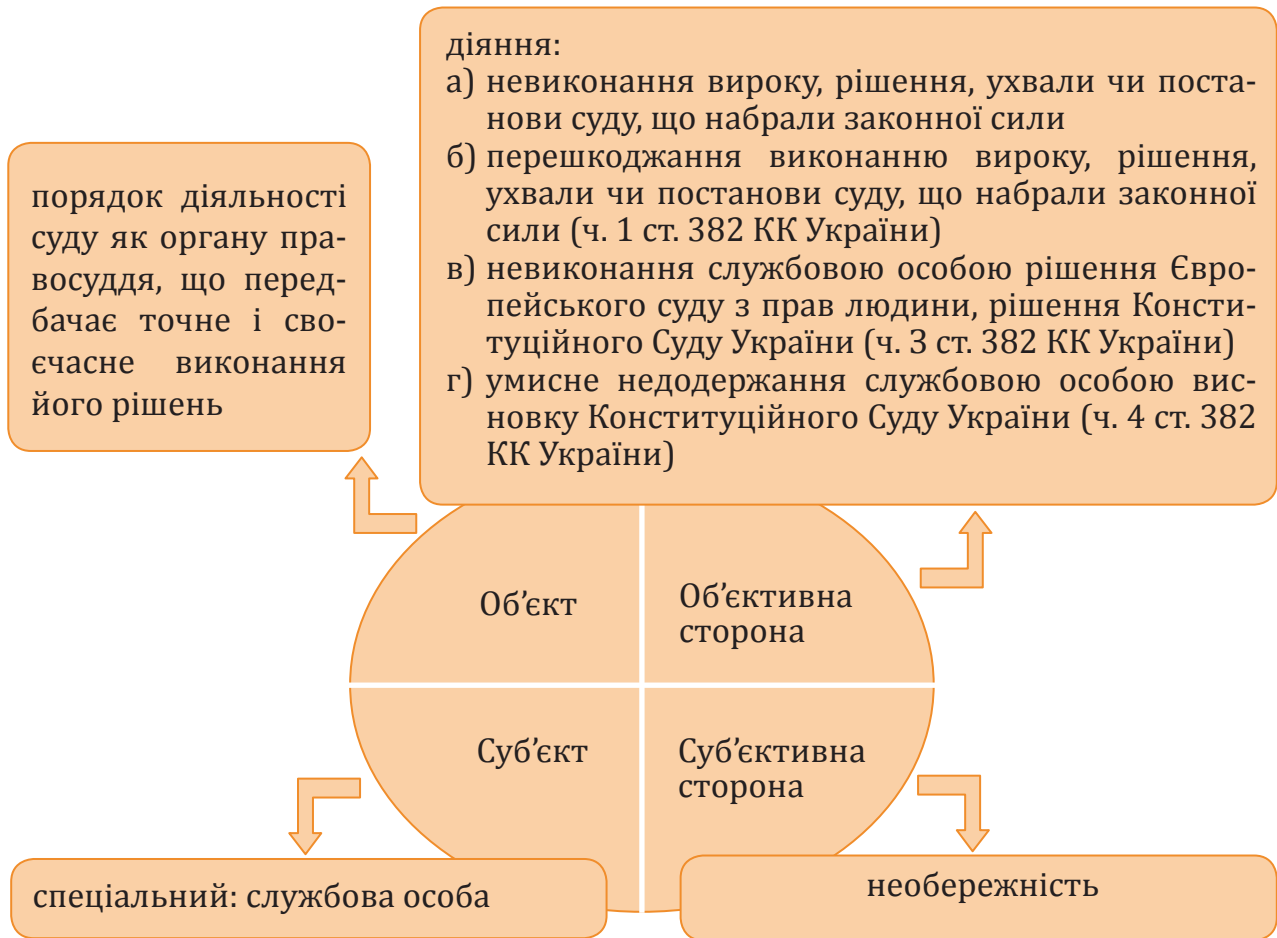 діяння:
а) невиконання вироку, рішення, ухвали чи поста-
нови суду, що набрали законної сили
б) перешкоджання виконанню вироку, рішення,
ухвали чи постанови суду, що набрали законної
сили (ч. 1 ст. 382 КК України)
в) невиконання службовою особою рішення Євро-
пейського суду з прав людини, рішення Консти-
туційного Суду України (ч. 3 ст. 382 КК України)
г) умисне недодержання службовою особою вис-
новку Конституційного Суду України (ч. 4 ст. 382
КК України)
порядок діяльності
суду як органу пра-
восуддя, що перед-
бачає точне і сво-
єчасне виконання
його рішень
Об’єкт
Об’єктивна
сторона
Суб’єкт
Суб’єктивна
сторона
спеціальний: службова особа
необережність